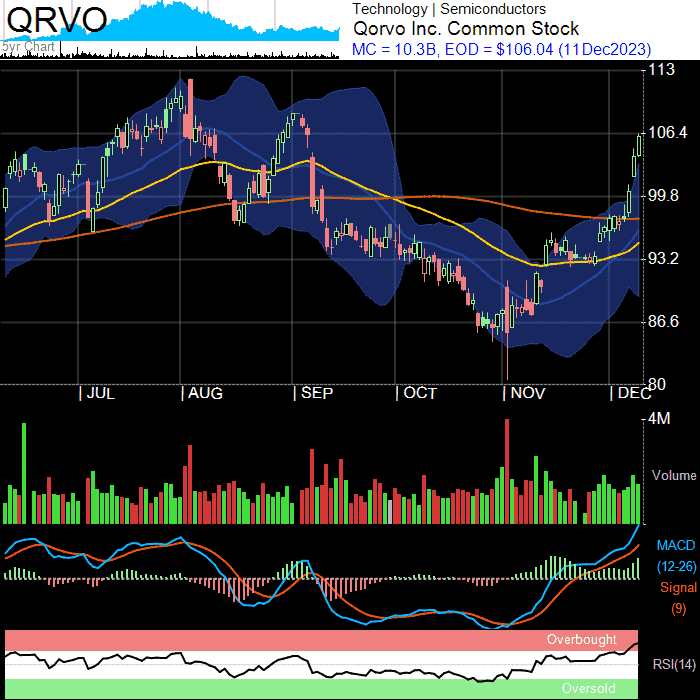 QRVO
5yr Chart
Technology | Semiconductors
Qorvo Inc. Common Stock
MC = 10.3B, EOD = $106.04 (11Dec2023)
113
106.4
99.8
93.2
86.6
80
| JUL | AUG | SEP | OCT | NOV | DEC
4M
Volume
MACD
(12-26)
Signal
(9)
Overbought
RSI(14)
Oversold